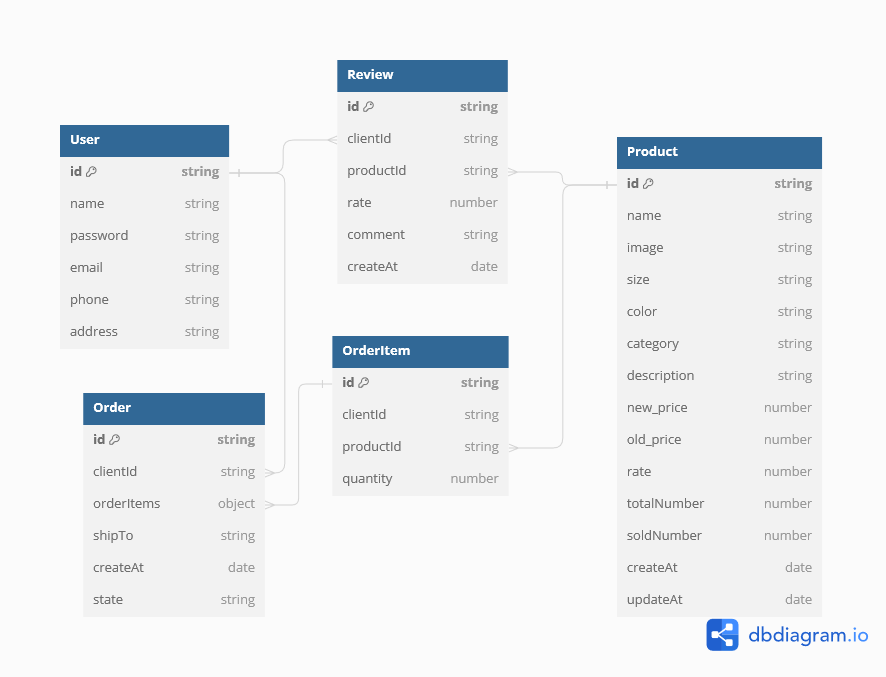 User
id string
name string
password string
email string
phone string
address string
Review
id string
clientId string
productId string
rate number
comment string
createAt date
Product
id string
name string
image string
size string
color string
category string
description string
new_price number
old_price number
rate number
totalNumber number
soldNumber number
createAt date
updateAt date
Order
id string
clientId string
orderItems object
shipTo string
createAt date
state string
OrderItem
id string
clientId string
productId string
quantity number
dbdiagram.io